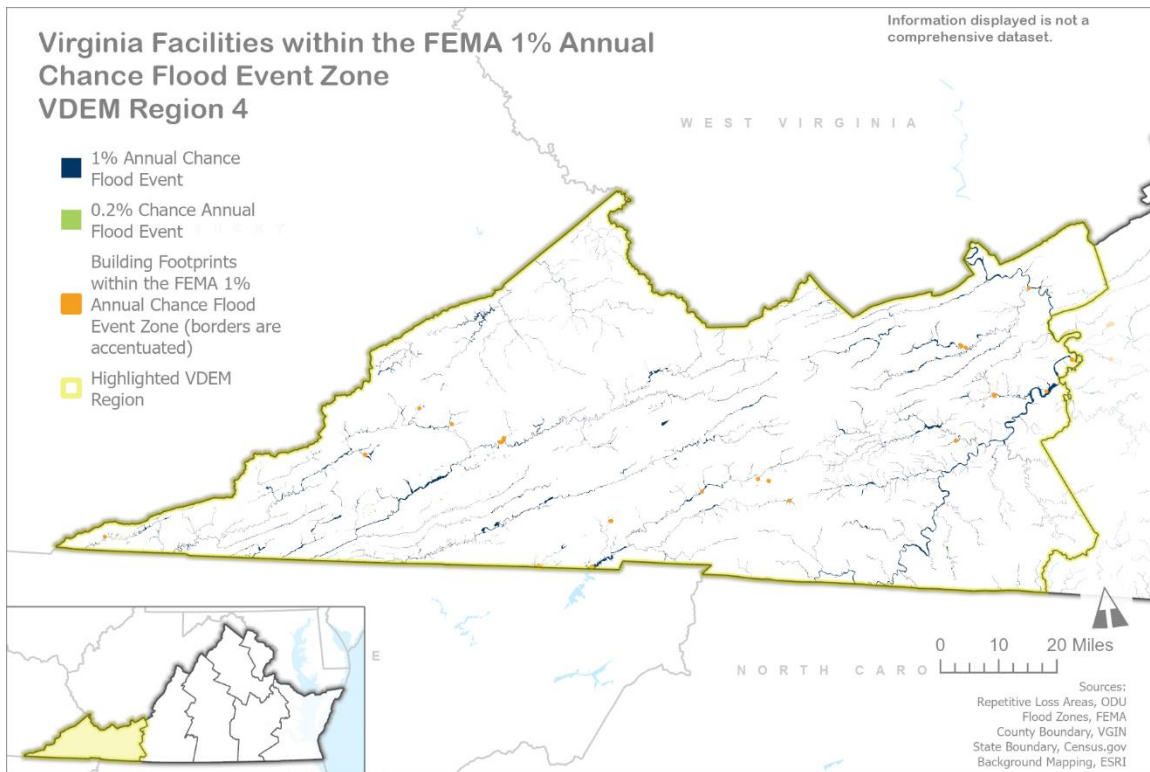 Virginia Facilities within the FEMA 1% Annual
Chance Flood Event Zone
VDEM Region 4
Information displayed is not a
comprehensive dataset.
WEST VIRGINIA
1% Annual Chance
Flood Event
0.2% Chance Annual
Flood Event
Building Footprints
within the FEMA 1%
Annual Chance Flood
Event Zone (borders are
accentuated)
Highlighted VDEM
Region
0 10 20 Miles
NORTH CARO
E
Sources:
Repetitive Loss Areas, ODU
Flood Zones, FEMA
County Boundary, VGIN
State Boundary, Census.gov
Background Mapping, ESRI